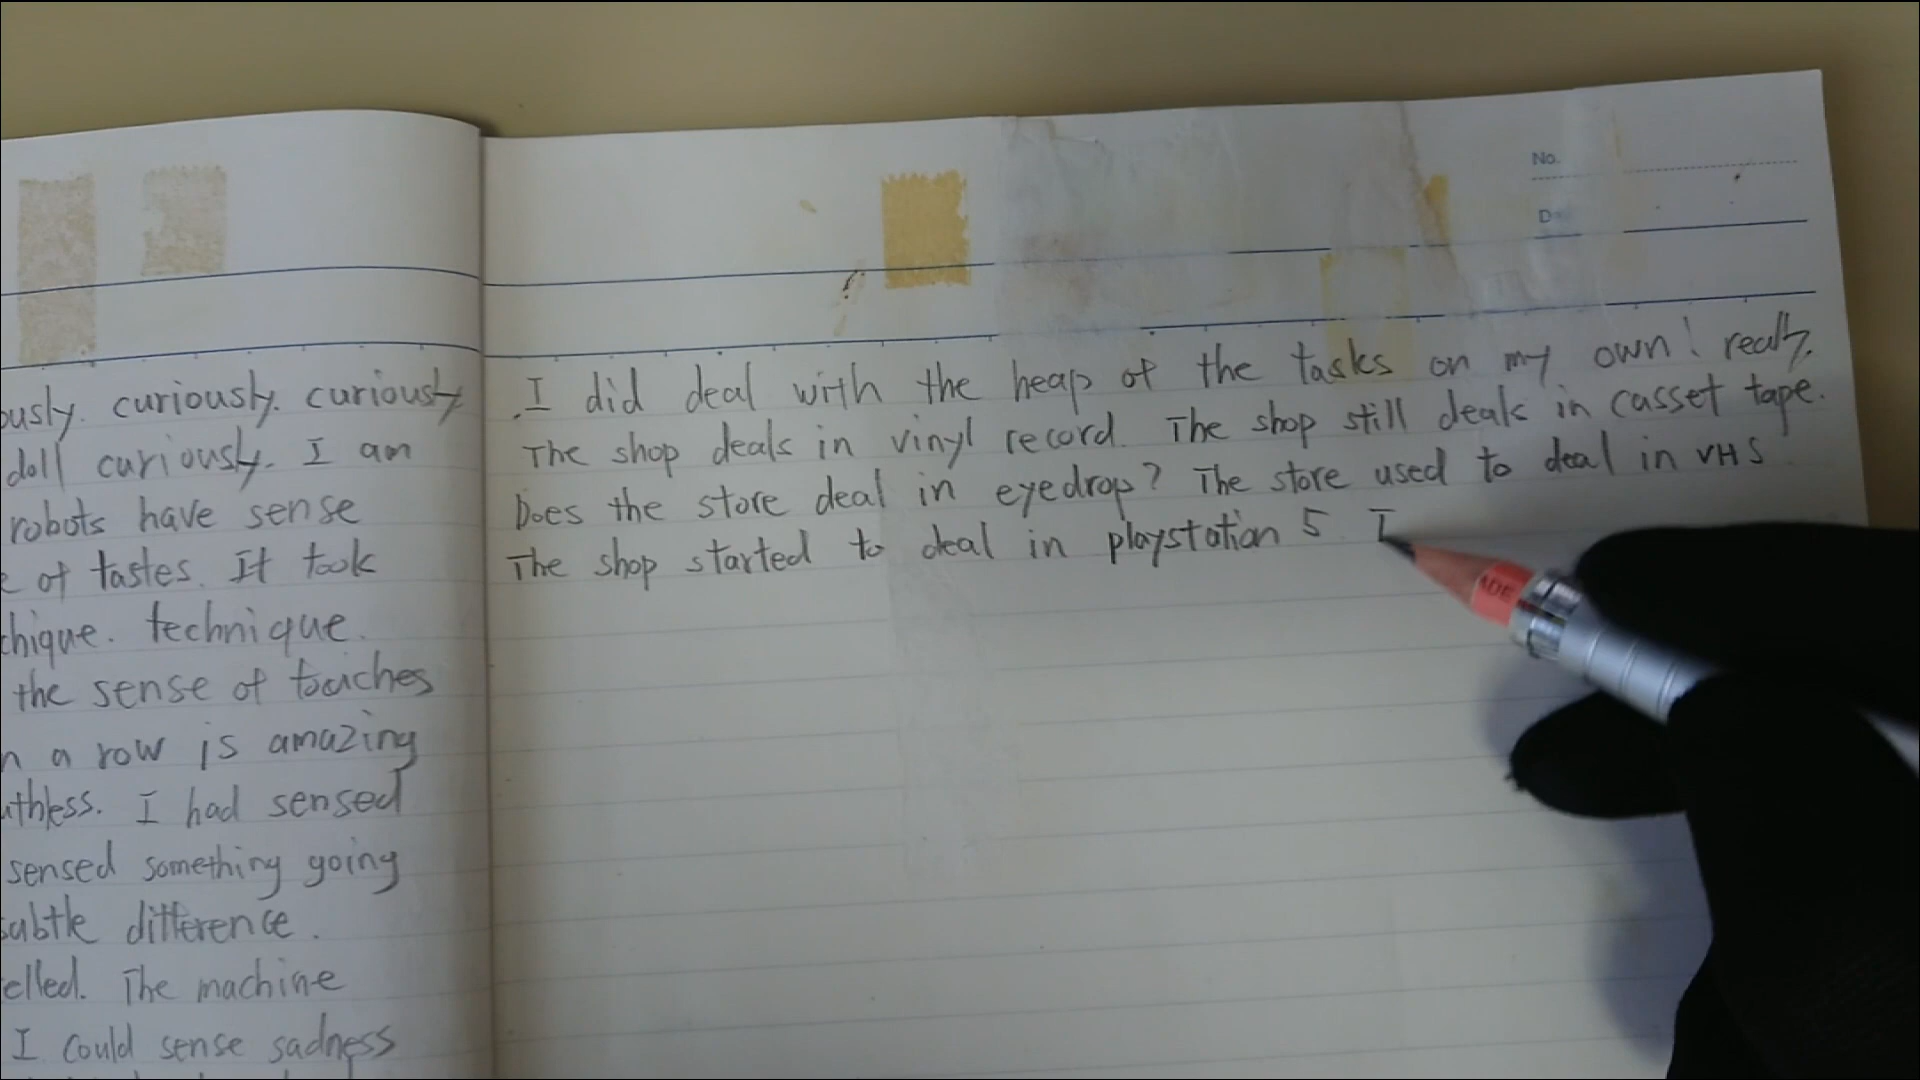 ously. curiously. curiously
doll curiously. I am
robots have sense
of tastes. It took
chique. technique.
the sense of touches
n a row is amazing
uthless. I had sensed
sensed something going
subtle difference.
elled. The machine
I could sense sadness
No.
D
I did deal with the heap of the tasks on my own! really.
The shop deals in vinyl record. The shop still deals in casset tape.
Does the store deal in eyedrop? The store used to deal in VHS
The shop started to deal in playstation 5. I
ADE